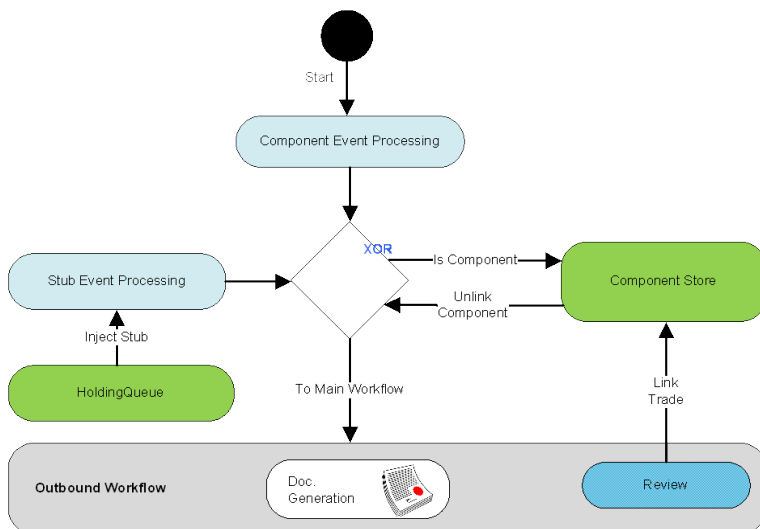 Start
Component Event Processing
XOR
Is Component
Stub Event Processing
Component Store
Unlink
Component
Inject Stub
HoldingQueue
To Main Workflow
Link
Trade
Outbound Workflow
Doc.
Generation
Review